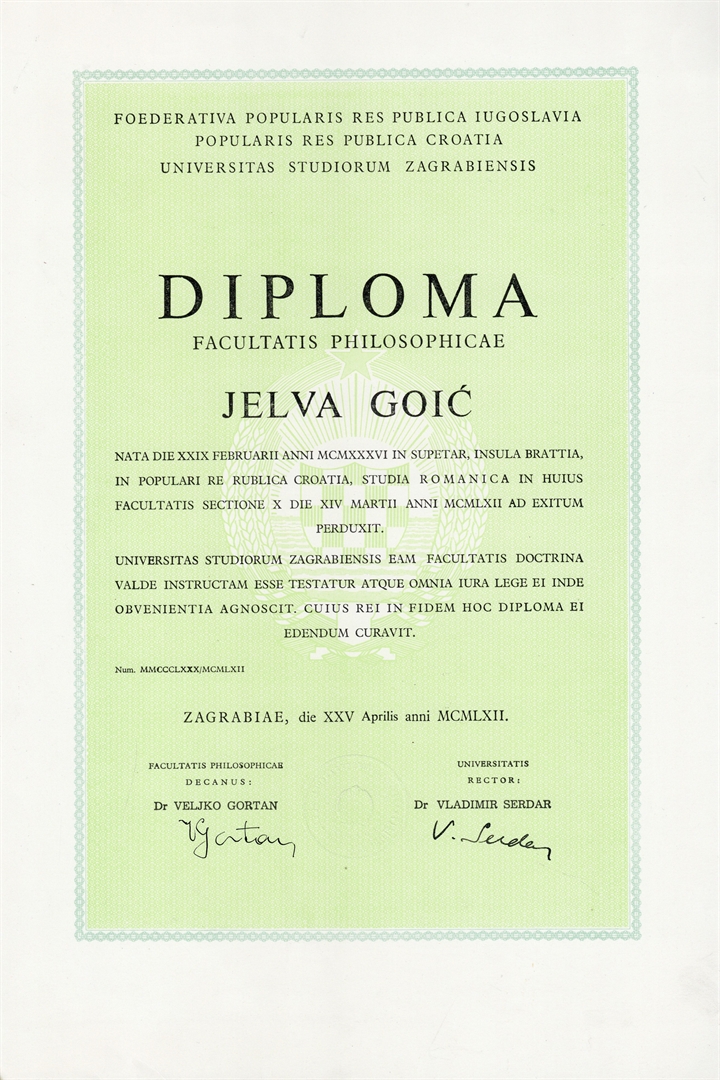 FOEDERATIVA POPULARIS RES PUBLICA IUGOSLAVIA
POPULARIS RES PUBLICA CROATIA
UNIVERSITAS STUDIORUM ZAGRABIENSIS
DIPLOMA
FACULTATIS PHILOSOPHICAE
JELVA GOIĆ
NATA DIE XXIX FEBRUARII ANNI MCMXXXVI IN SUPETAR, INSULA BRATTIA,
IN POPULARI RE RUBLICA CROATIA, STUDIA ROMANICA IN HUIUS
FACULTATIS SECTIONE X DIE XIV MARTII ANNI MCMLXII AD EXITUM
PERDUXIT.
UNIVERSITAS STUDIORUM ZAGRABIENSIS EAM FACULTATIS DOCTRINA
VALDE INSTRUCTAM ESSE TESTATUR ATQUE OMNIA IURA LEGE EI INDE
OBVENIENTIA AGNOSCIT. CUIUS REI IN FIDEM HOC DIPLOMA EI
EDENDUM CURAVIT.
Num. MMCCCLXXX/MCMLXII
ZAGRABIAE, die XXV Aprilis anni MCMLXII.
FACULTATIS PHILOSOPHICAE
DECANUS:
Dr VELJKO GORTAN
VGortan
UNIVERSITATIS
RECTOR:
Dr VLADIMIR SERDAR
V. Serdar